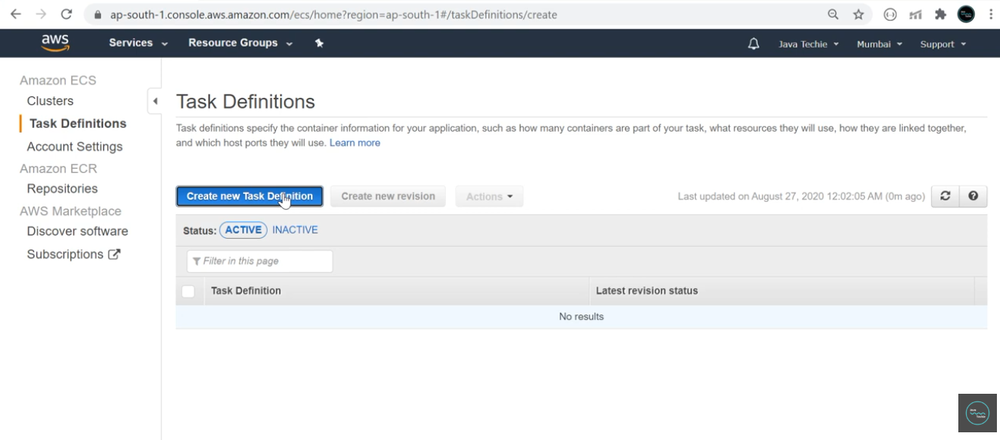 ap-south-1.console.aws.amazon.com/ecs/home?region=ap-south-1#/taskDefinitions/create
aws Services Resource Groups Java Techie Mumbai Support
Amazon ECS
Clusters
Task Definitions
Account Settings
Amazon ECR
Repositories
AWS Marketplace
Discover software
Subscriptions
Task Definitions
Task definitions specify the container information for your application, such as how many containers are part of your task, what resources they will use, how they are linked together,
and which host ports they will use. Learn more
Create new Task Definition Create new revision Actions Last updated on August 27, 2020 12:02:05 AM (0m ago)
Status: ACTIVE INACTIVE
Filter in this page
Task Definition Latest revision status
No results
Java
Techie